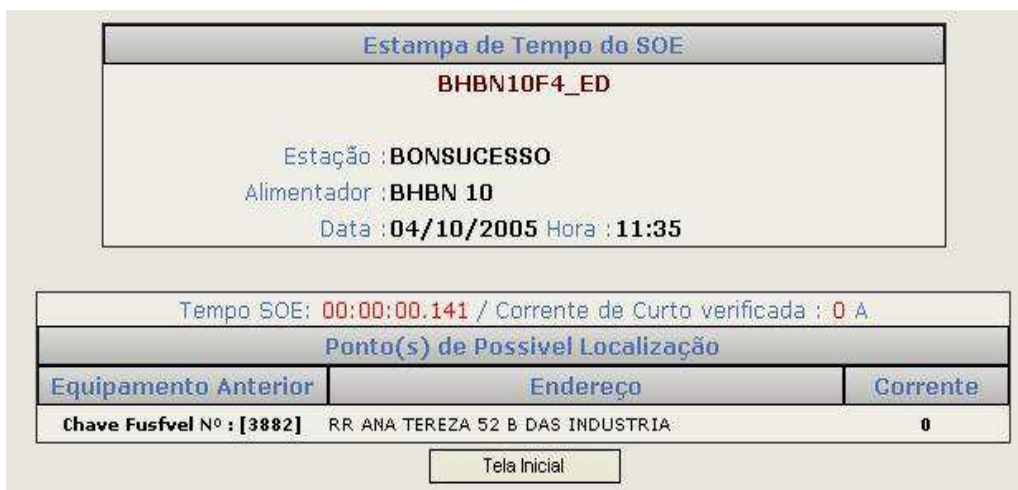 Estampa de Tempo do SOE
BHBN10F4_ED
Estação :BONSUCESSO
Alimentador :BHBN 10
Data :04/10/2005 Hora :11:35
Tempo SOE: 00:00:00.141 / Corrente de Curto verificada : 0 A
Ponto(s) de Possivel Localização
Equipamento Anterior Endereço Corrente
Chave Fusfvel Nº : [3882] RR ANA TEREZA 52 B DAS INDUSTRIA 0
Tela Inicial